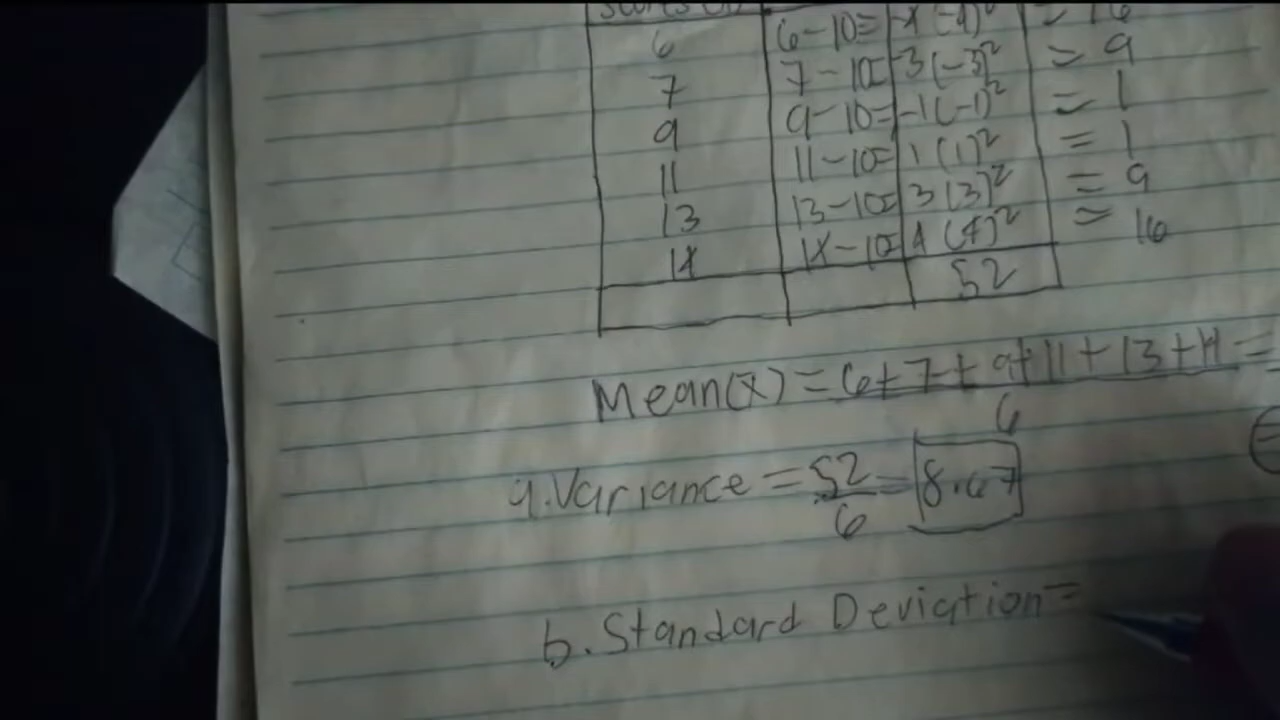 Scores (x)
6 6-10= -4 (-4)² = 16
7 7-10= -3 (-3)² = 9
9 9-10= -1 (-1)² = 1
11 11-10= 1 (1)² = 1
13 13-10= 3 (3)² = 9
14 14-10= 4 (4)² = 16
52
Mean(x̄) = 6+7+9+11+13+14 =
6
a. Variance = 52 = 8.67
6
b. Standard Deviation =